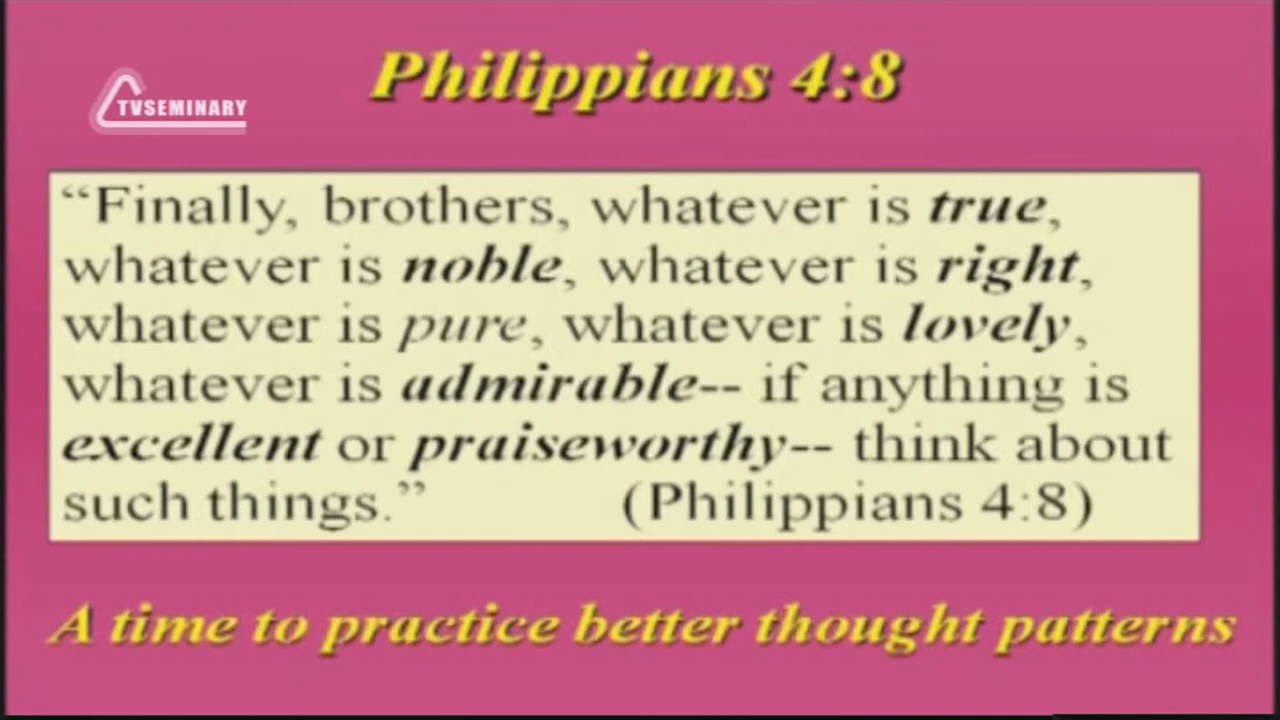 Philippians 4:8
TVSEMINARY
“Finally, brothers, whatever is true,
whatever is noble, whatever is right,
whatever is pure, whatever is lovely,
whatever is admirable-- if anything is
excellent or praiseworthy-- think about
such things.” (Philippians 4:8)
A time to practice better thought patterns